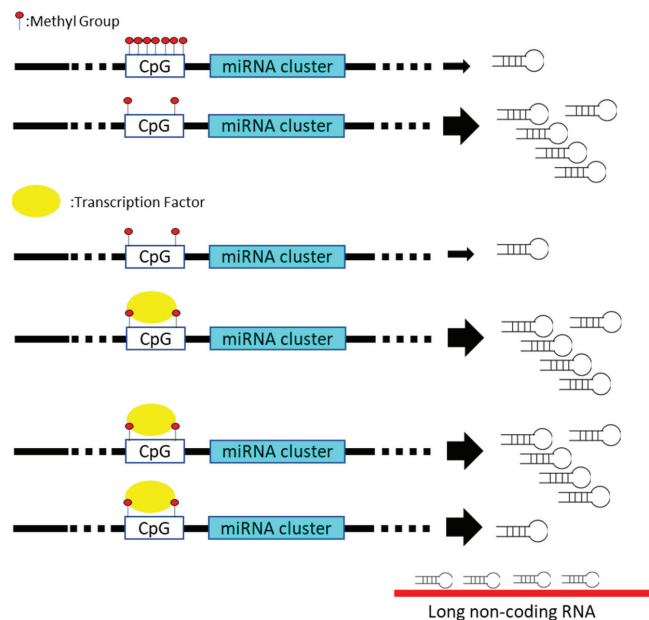 :Methyl Group
CpG miRNA cluster
CpG miRNA cluster
:Transcription Factor
CpG miRNA cluster
CpG miRNA cluster
CpG miRNA cluster
CpG miRNA cluster
Long non-coding RNA